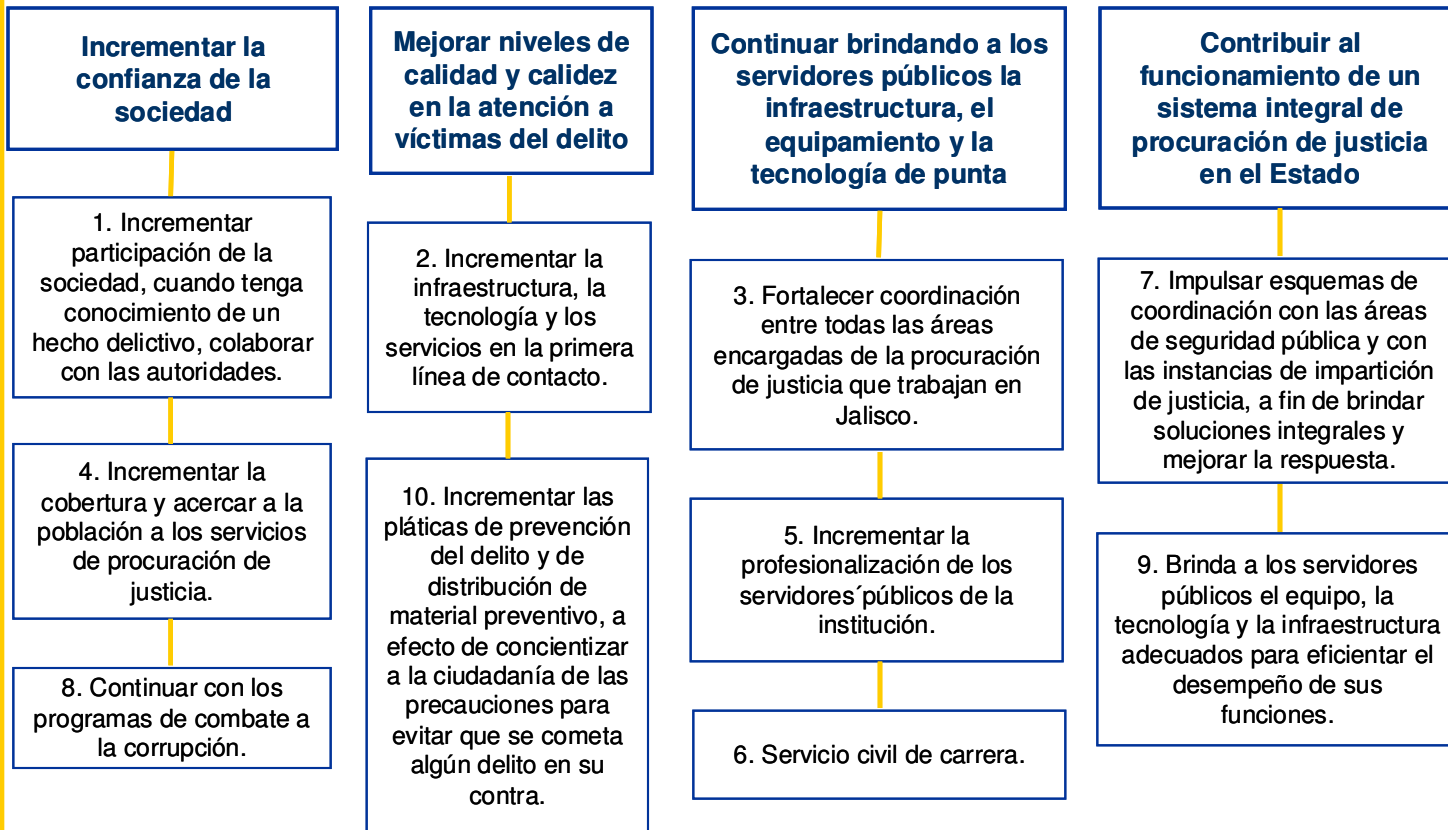 Incrementar la
confianza de la
sociedad
1. Incrementar
participación de la
sociedad, cuando tenga
conocimiento de un
hecho delictivo, colaborar
con las autoridades.
4. Incrementar la
cobertura y acercar a la
población a los servicios
de procuración de
justicia.
8. Continuar con los
programas de combate a
la corrupción.
Mejorar niveles de
calidad y calidez
en la atención a
víctimas del delito
2. Incrementar la
infraestructura, la
tecnología y los
servicios en la primera
línea de contacto.
10. Incrementar las
pláticas de prevención
del delito y de
distribución de
material preventivo, a
efecto de concientizar
a la ciudadanía de las
precauciones para
evitar que se cometa
algún delito en su
contra.
Continuar brindando a los
servidores públicos la
infraestructura, el
equipamiento y la
tecnología de punta
3. Fortalecer coordinación
entre todas las áreas
encargadas de la procuración
de justicia que trabajan en
Jalisco.
5. Incrementar la
profesionalización de los
servidores´públicos de la
institución.
6. Servicio civil de carrera.
Contribuir al
funcionamiento de un
sistema integral de
procuración de justicia
en el Estado
7. Impulsar esquemas de
coordinación con las áreas
de seguridad pública y con
las instancias de impartición
de justicia, a fin de brindar
soluciones integrales y
mejorar la respuesta.
9. Brinda a los servidores
públicos el equipo, la
tecnología y la infraestructura
adecuados para eficientar el
desempeño de sus
funciones.